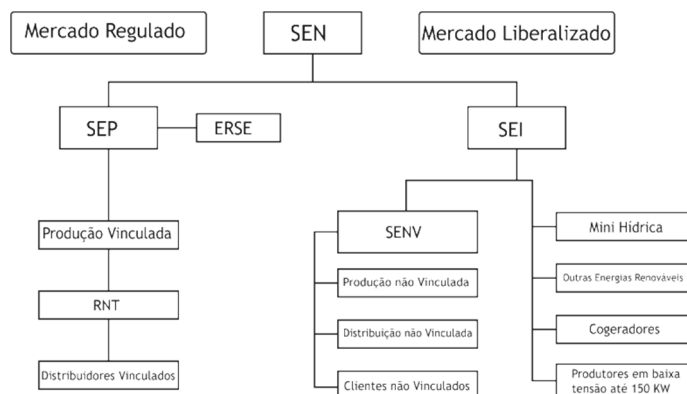 Mercado Regulado
SEN
Mercado Liberalizado
SEP
ERSE
SEI
Produção Vinculada
SENV
Mini Hídrica
Produção não Vinculada
Outras Energias Renováveis
RNT
Distribuição não Vinculada
Cogeradores
Distribuidores Vinculados
Clientes não Vinculados
Produtores em baixa
tensão até 150 KW